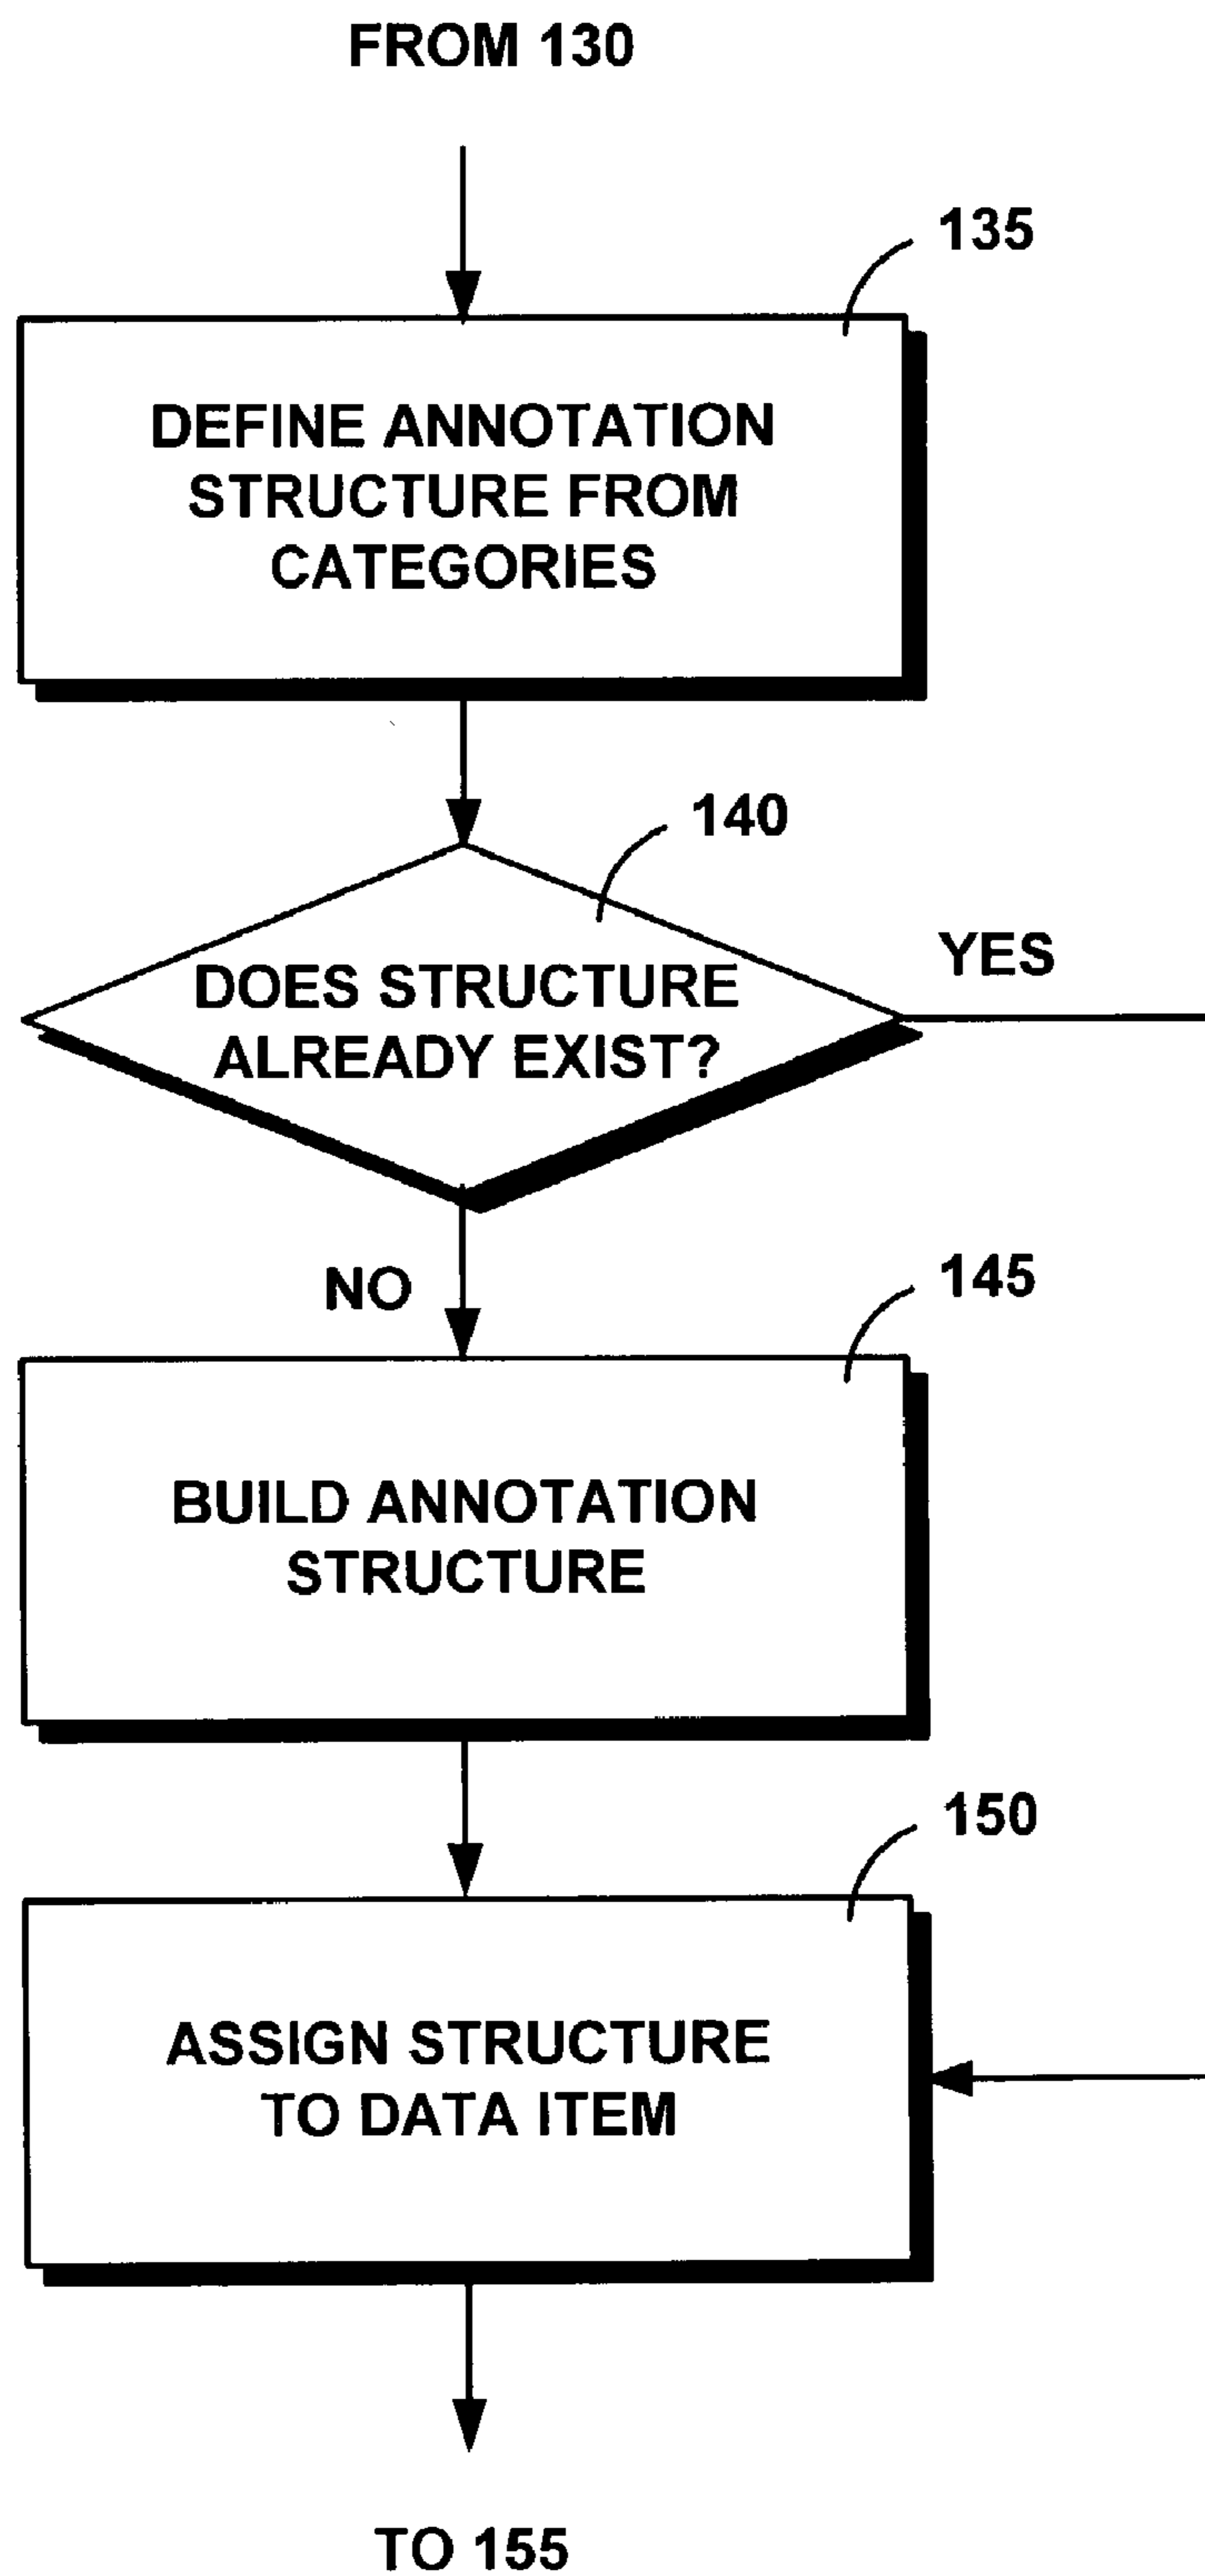 FROM 130
135
DEFINE ANNOTATION
STRUCTURE FROM
CATEGORIES
140
DOES STRUCTURE
ALREADY EXIST?
YES
NO
145
BUILD ANNOTATION
STRUCTURE
150
ASSIGN STRUCTURE
TO DATA ITEM
TO 155